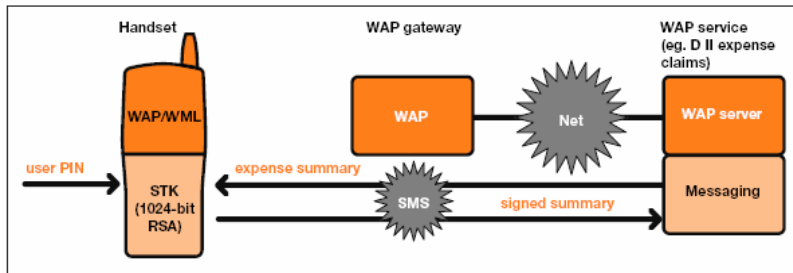 Handset
WAP gateway
WAP service
(eg. D II expense
claims)
WAP/WML
WAP
Net
WAP server
user PIN
expense summary
STK
(1024-bit
RSA)
SMS
signed summary
Messaging